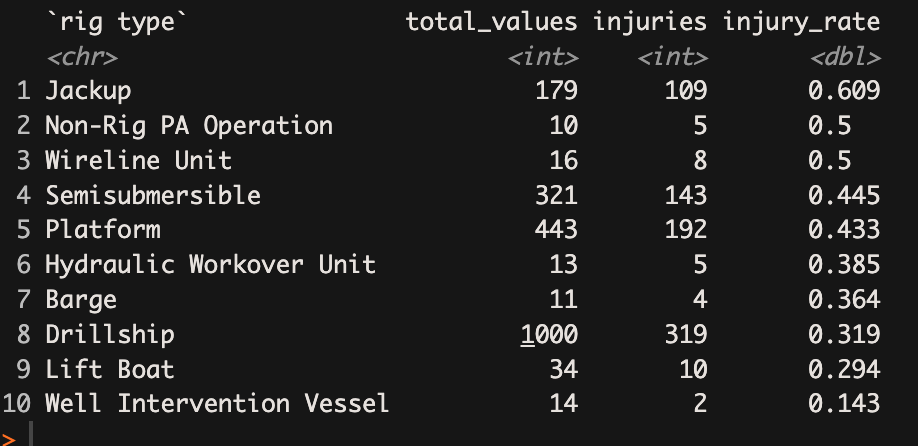 `rig type` total_values injuries injury_rate
<chr> <int> <int> <dbl>
1 Jackup 179 109 0.609
2 Non-Rig PA Operation 10 5 0.5
3 Wireline Unit 16 8 0.5
4 Semisubmersible 321 143 0.445
5 Platform 443 192 0.433
6 Hydraulic Workover Unit 13 5 0.385
7 Barge 11 4 0.364
8 Drillship 1000 319 0.319
9 Lift Boat 34 10 0.294
10 Well Intervention Vessel 14 2 0.143
>